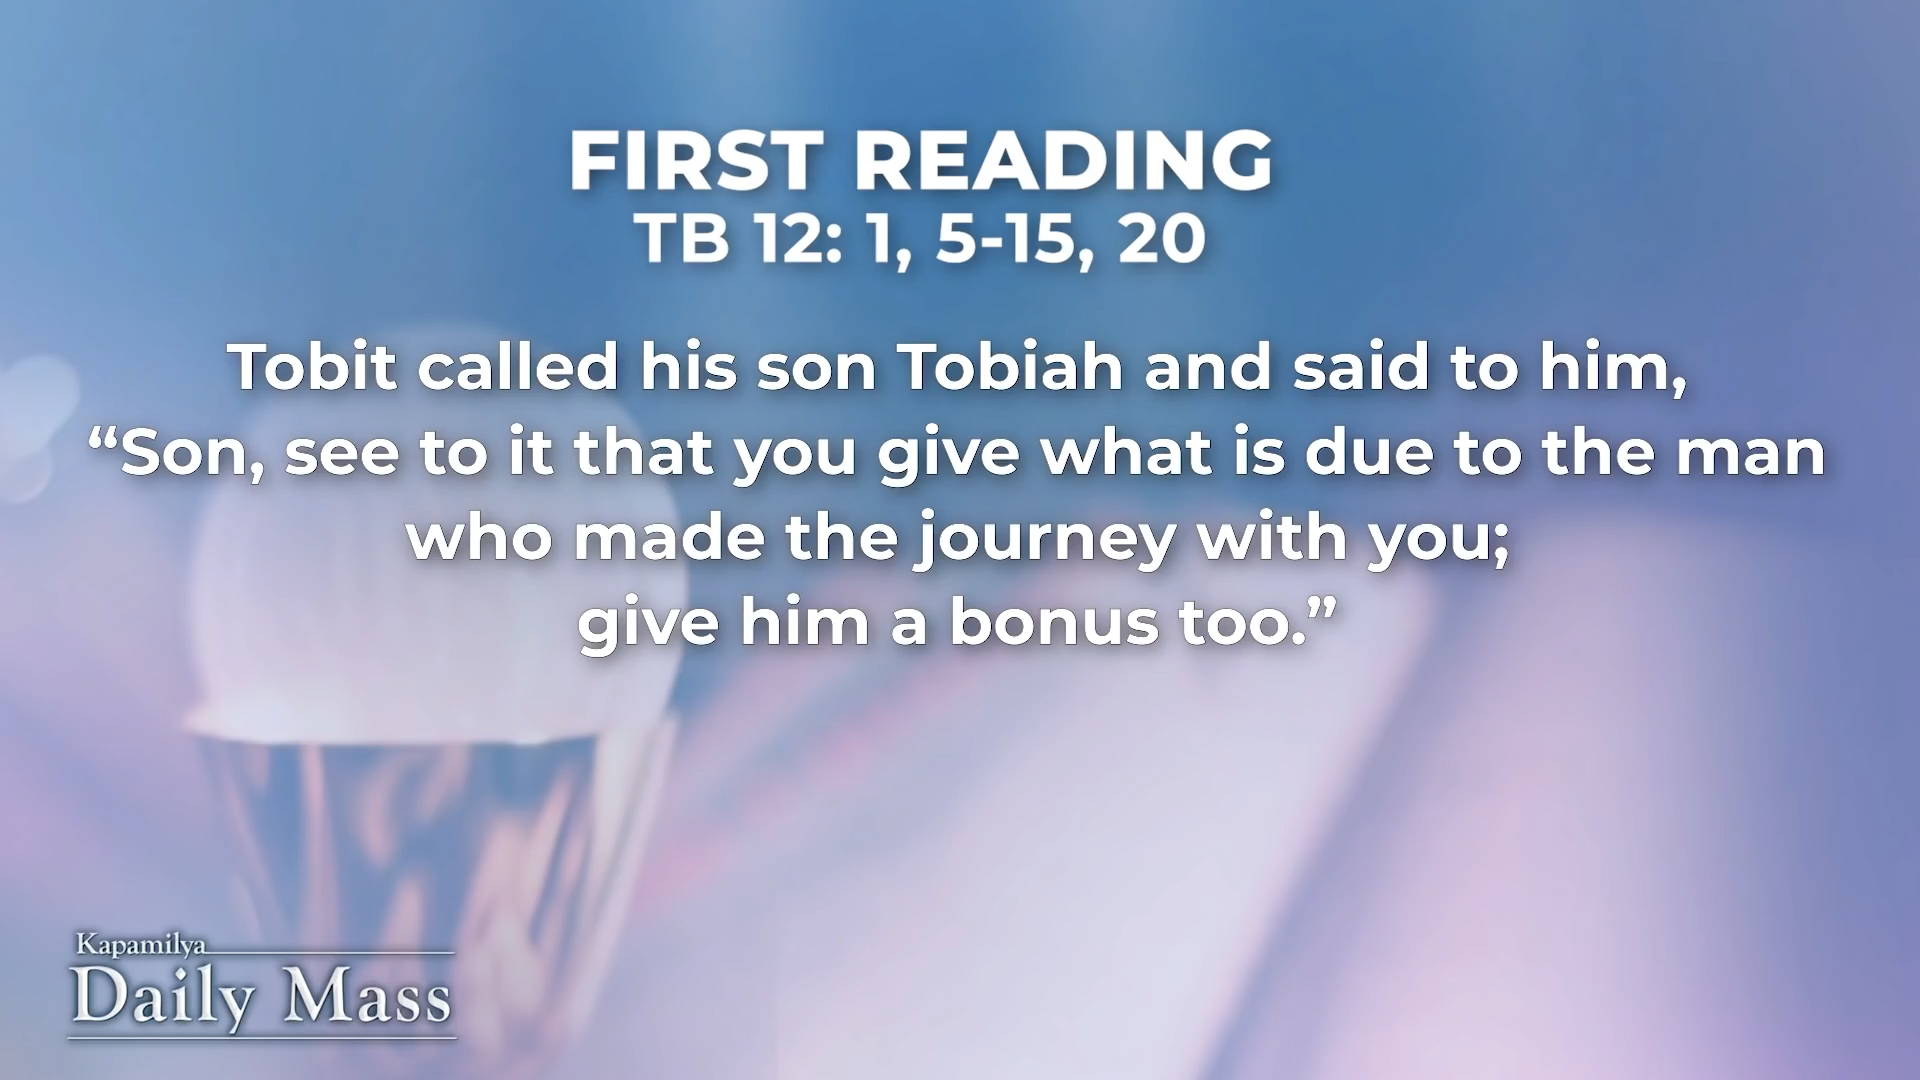 FIRST READING
TB 12: 1, 5-15, 20
Tobit called his son Tobiah and said to him,
“Son, see to it that you give what is due to the man
who made the journey with you;
give him a bonus too.”
Kapamilya
Daily Mass